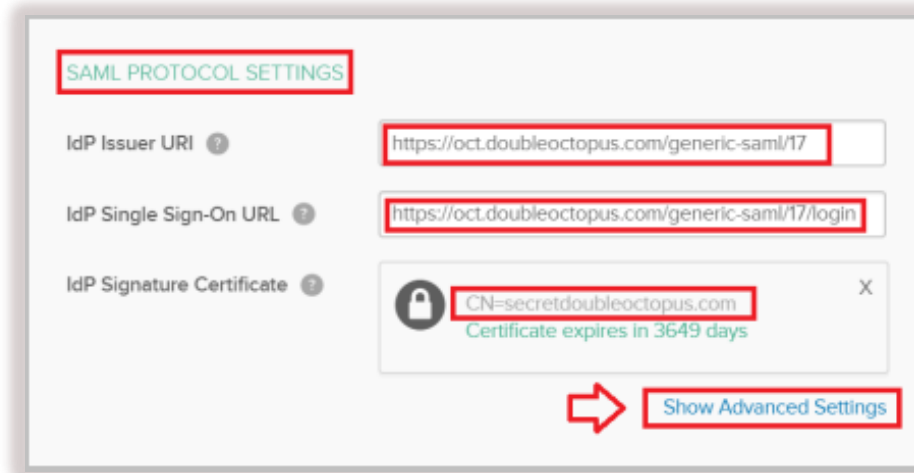 SAML PROTOCOL SETTINGS
IdP Issuer URI ?
https://oct.doubleoctopus.com/generic-saml/17
IdP Single Sign-On URL ?
https://oct.doubleoctopus.com/generic-saml/17/login
IdP Signature Certificate ?
CN=secretdoubleoctopus.com
X
Certificate expires in 3649 days
Show Advanced Settings